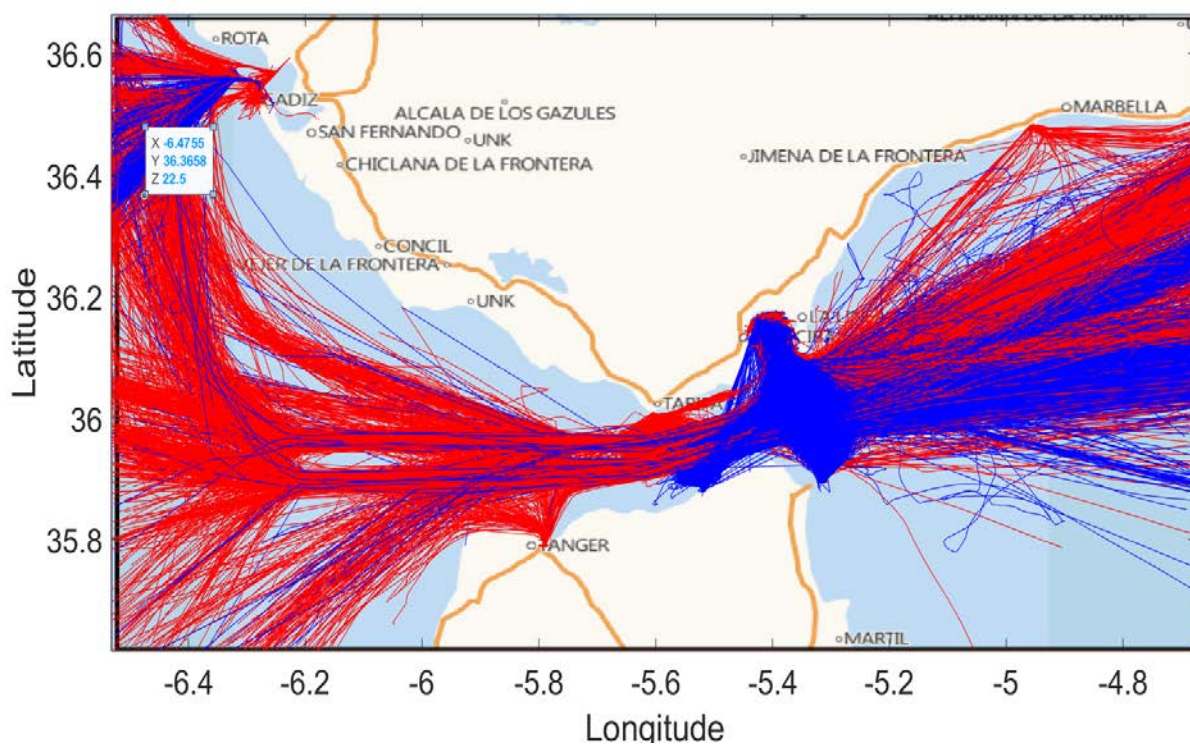 ROTA
CADIZ
ALCALA DE LOS GAZULES
SAN FERNANDO
UNK
CHICLANA DE LA FRONTERA
JIMENA DE LA FRONTERA
MARBELLA
X -6.4755
Y 36.3658
Z 22.5
CONCIL
VEJER DE LA FRONTERA
UNK
TANGER
MARTIL
36.6
36.4
36.2
36
35.8
Latitude
-6.4
-6.2
-6
-5.8
-5.6
-5.4
-5.2
-5
-4.8
Longitude